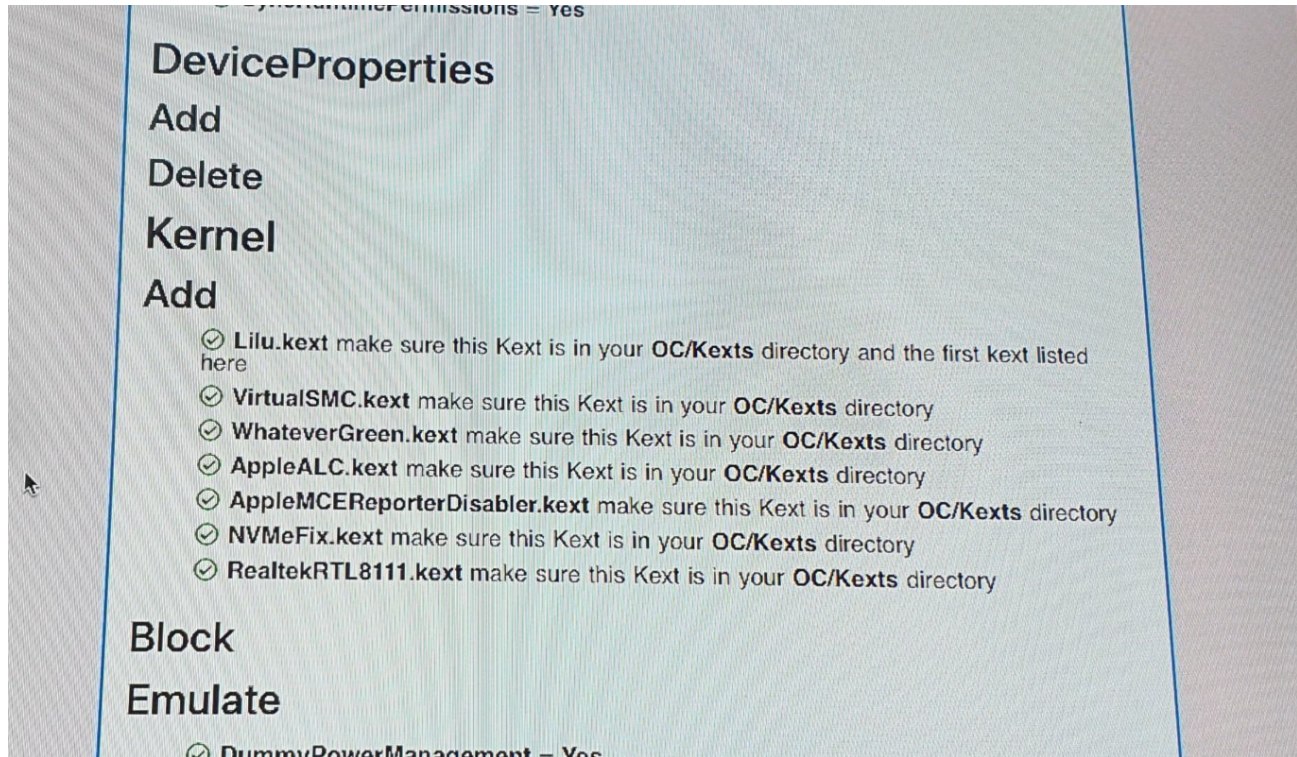 = Yes
DeviceProperties
Add
Delete
Kernel
Add
Lilu.kext make sure this Kext is in your OC/Kexts directory and the first kext listed
here
VirtualSMC.kext make sure this Kext is in your OC/Kexts directory
WhateverGreen.kext make sure this Kext is in your OC/Kexts directory
AppleALC.kext make sure this Kext is in your OC/Kexts directory
AppleMCEReporterDisabler.kext make sure this Kext is in your OC/Kexts directory
NVMeFix.kext make sure this Kext is in your OC/Kexts directory
RealtekRTL8111.kext make sure this Kext is in your OC/Kexts directory
Block
Emulate
DummyPowerManagement = Yes